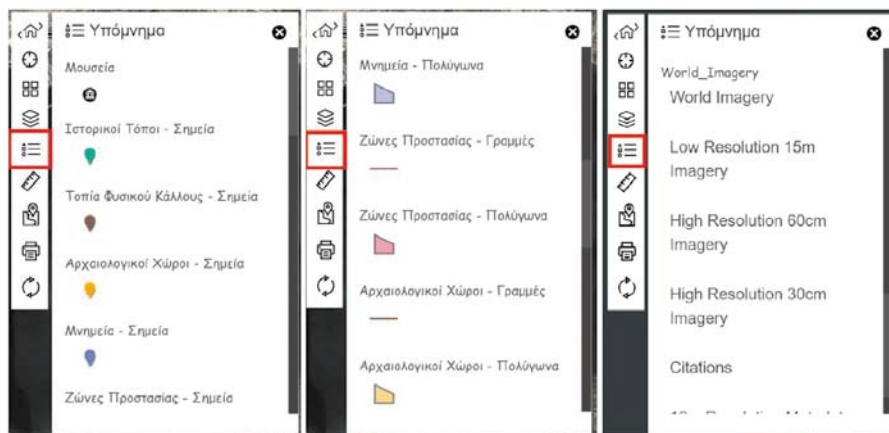 Υπόμνημα
Μουσεία
Ιστορικοί Τόποι - Σημεία
Τοπία Φυσικού Κάλλους - Σημεία
Αρχαιολογικοί Χώροι - Σημεία
Μνημεία - Σημεία
Ζώνες Προστασίας - Σημεία
Υπόμνημα
Μνημεία - Πολύγωνα
Ζώνες Προστασίας - Γραμμές
Ζώνες Προστασίας - Πολύγωνα
Αρχαιολογικοί Χώροι - Γραμμές
Αρχαιολογικοί Χώροι - Πολύγωνα
Υπόμνημα
World_Imagery
World Imagery
Low Resolution 15m
Imagery
High Resolution 60cm
Imagery
High Resolution 30cm
Imagery
Citations